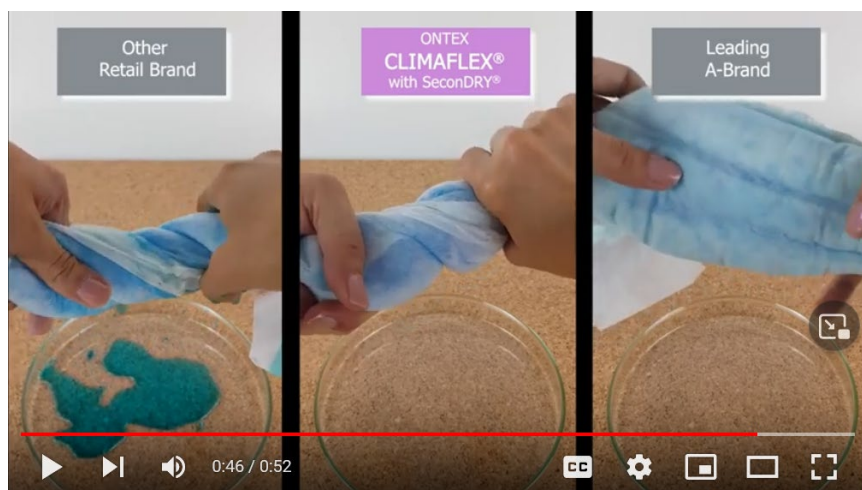 Other
Retail Brand
ONTEX
CLIMAFLEX®
with SeconDRY®
Leading
A-Brand
0:46 / 0:52
CC